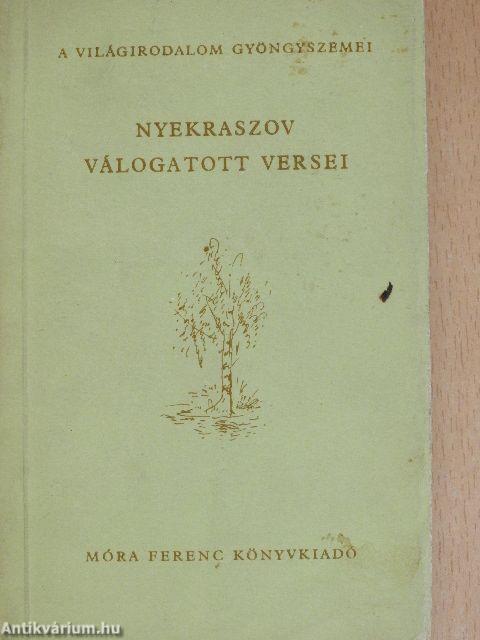 A VILÁGIRODALOM GYÖNGYSZEMEI
NYEKRASZOV
VÁLOGATOTT VERSEI
MÓRA FERENC KÖNYVKIADÓ
Antikvárium.hu